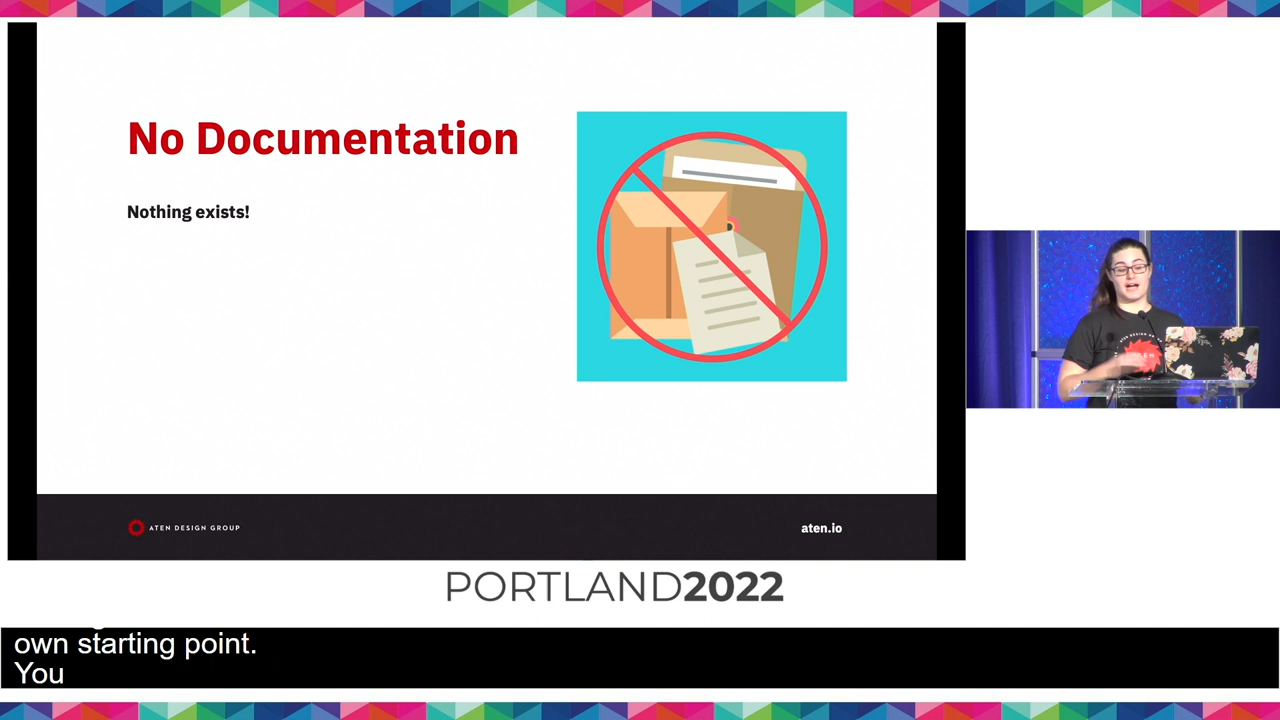 No Documentation
Nothing exists!
ATEN DESIGN GROUP
aten.io
PORTLAND2022
own starting point.
You